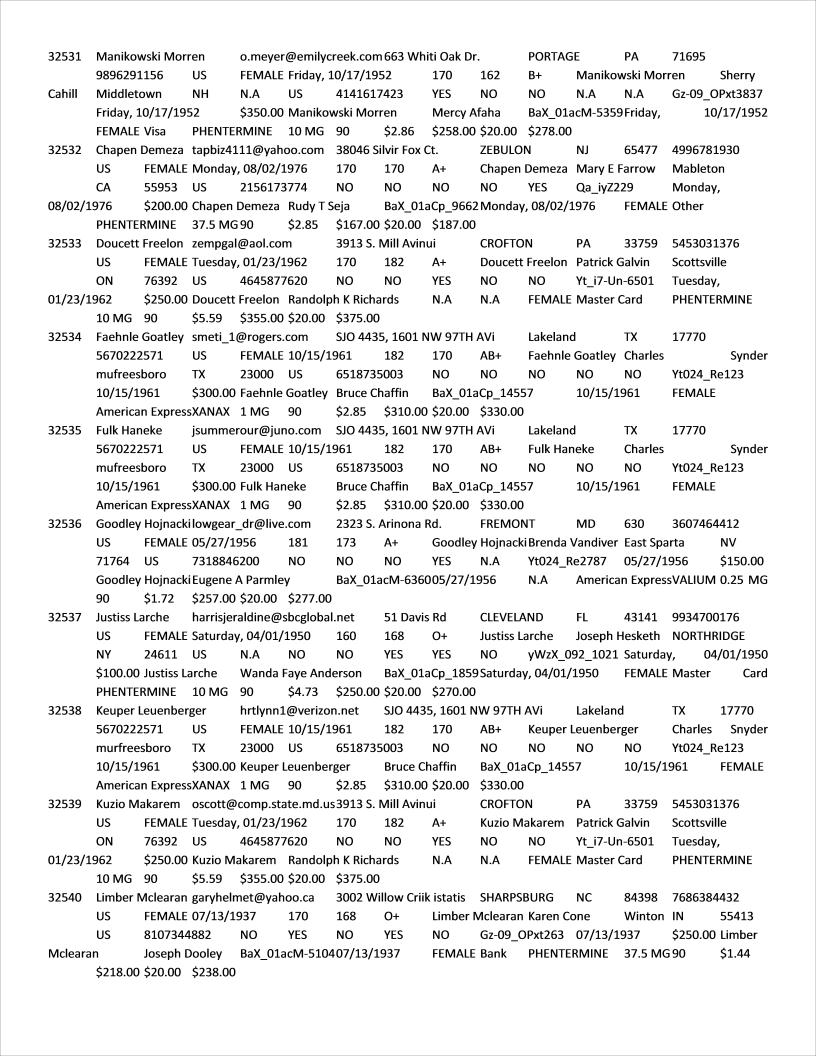 32531 Manikowski Morren o.meyer@emilycreek.com 663 Whiti Oak Dr. PORTAGE PA 71695
9896291156 US FEMALE Friday, 10/17/1952 170 162 B+ Manikowski Morren Sherry
Cahill Middletown NH N.A US 4141617423 YES NO NO N.A N.A Gz-09_OPxt3837
Friday, 10/17/1952 $350.00 Manikowski Morren Mercy Afaha BaX_01acM-5359 Friday, 10/17/1952
FEMALE Visa PHENTERMINE 10 MG 90 $2.86 $258.00 $20.00 $278.00
32532 Chapen Demeza tapbiz4111@yahoo.com 38046 Silvir Fox Ct. ZEBULON NJ 65477 4996781930
US FEMALE Monday, 08/02/1976 170 170 A+ Chapen Demeza Mary E Farrow Mableton
CA 55953 US 2156173774 NO NO NO NO YES Qa_iyZ229 Monday,
08/02/1976 $200.00 Chapen Demeza Rudy T Seja BaX_01aCp_9662 Monday, 08/02/1976 FEMALE Other
PHENTERMINE 37.5 MG 90 $2.85 $167.00 $20.00 $187.00
32533 Doucett Freelon zempgal@aol.com 3913 S. Mill Avinui CROFTON PA 33759 5453031376
US FEMALE Tuesday, 01/23/1962 170 182 A+ Doucett Freelon Patrick Galvin Scottsville
ON 76392 US 4645877620 NO NO YES NO NO Yt_i7-Un-6501 Tuesday,
01/23/1962 $250.00 Doucett Freelon Randolph K Richards N.A N.A FEMALE Master Card PHENTERMINE
10 MG 90 $5.59 $355.00 $20.00 $375.00
32534 Faehnle Goatley smeti_1@rogers.com SJO 4435, 1601 NW 97TH AVi Lakeland TX 17770
5670222571 US FEMALE 10/15/1961 182 170 AB+ Faehnle Goatley Charles Synder
mufreesboro TX 23000 US 6518735003 NO NO NO NO NO Yt024_Re123
10/15/1961 $300.00 Faehnle Goatley Bruce Chaffin BaX_01aCp_14557 10/15/1961 FEMALE
American Express XANAX 1 MG 90 $2.85 $310.00 $20.00 $330.00
32535 Fulk Haneke jsummerour@juno.com SJO 4435, 1601 NW 97TH AVi Lakeland TX 17770
5670222571 US FEMALE 10/15/1961 182 170 AB+ Fulk Haneke Charles Synder
mufreesboro TX 23000 US 6518735003 NO NO NO NO NO Yt024_Re123
10/15/1961 $300.00 Fulk Haneke Bruce Chaffin BaX_01aCp_14557 10/15/1961 FEMALE
American Express XANAX 1 MG 90 $2.85 $310.00 $20.00 $330.00
32536 Goodley Hojnacki lowgear_dr@live.com 2323 S. Arinona Rd. FREMONT MD 630 3607464412
US FEMALE 05/27/1956 181 173 A+ Goodley Hojnacki Brenda Vandiver East Sparta NV
71764 US 7318846200 NO NO NO YES N.A Yt024_Re2787 05/27/1956 $150.00
Goodley Hojnacki Eugene A Parmley BaX_01acM-6360 05/27/1956 N.A American Express VALIUM 0.25 MG
90 $1.72 $257.00 $20.00 $277.00
32537 Justiss Larche harrisjeraldine@sbcglobal.net 51 Davis Rd CLEVELAND FL 43141 9934700176
US FEMALE Saturday, 04/01/1950 160 168 O+ Justiss Larche Joseph Hesketh NORTHRIDGE
NY 24611 US N.A NO NO YES YES NO yWzX_092_1021 Saturday, 04/01/1950
$100.00 Justiss Larche Wanda Faye Anderson BaX_01aCp_1859 Saturday, 04/01/1950 FEMALE Master Card
PHENTERMINE 10 MG 90 $4.73 $250.00 $20.00 $270.00
32538 Keuper Leuenberger hrtlynn1@verizon.net SJO 4435, 1601 NW 97TH AVi Lakeland TX 17770
5670222571 US FEMALE 10/15/1961 182 170 AB+ Keuper Leuenberger Charles Snyder
murfreesboro TX 23000 US 6518735003 NO NO NO NO NO Yt024_Re123
10/15/1961 $300.00 Keuper Leuenberger Bruce Chaffin BaX_01aCp_14557 10/15/1961 FEMALE
American Express XANAX 1 MG 90 $2.85 $310.00 $20.00 $330.00
32539 Kuzio Makarem oscott@comp.state.md.us 3913 S. Mill Avinui CROFTON PA 33759 5453031376
US FEMALE Tuesday, 01/23/1962 170 182 A+ Kuzio Makarem Patrick Galvin Scottsville
ON 76392 US 4645877620 NO NO YES NO NO Yt_i7-Un-6501 Tuesday,
01/23/1962 $250.00 Kuzio Makarem Randolph K Richards N.A N.A FEMALE Master Card PHENTERMINE
10 MG 90 $5.59 $355.00 $20.00 $375.00
32540 Limber Mclearan garyhelmet@yahoo.ca 3002 Willow Criik istatis SHARPSBURG NC 84398 7686384432
US FEMALE 07/13/1937 170 168 O+ Limber Mclearan Karen Cone Winton IN 55413
US 8107344882 NO YES NO YES NO Gz-09_OPxt263 07/13/1937 $250.00 Limber
Mclearan Joseph Dooley BaX_01acM-5104 07/13/1937 FEMALE Bank PHENTERMINE 37.5 MG 90 $1.44
$218.00 $20.00 $238.00